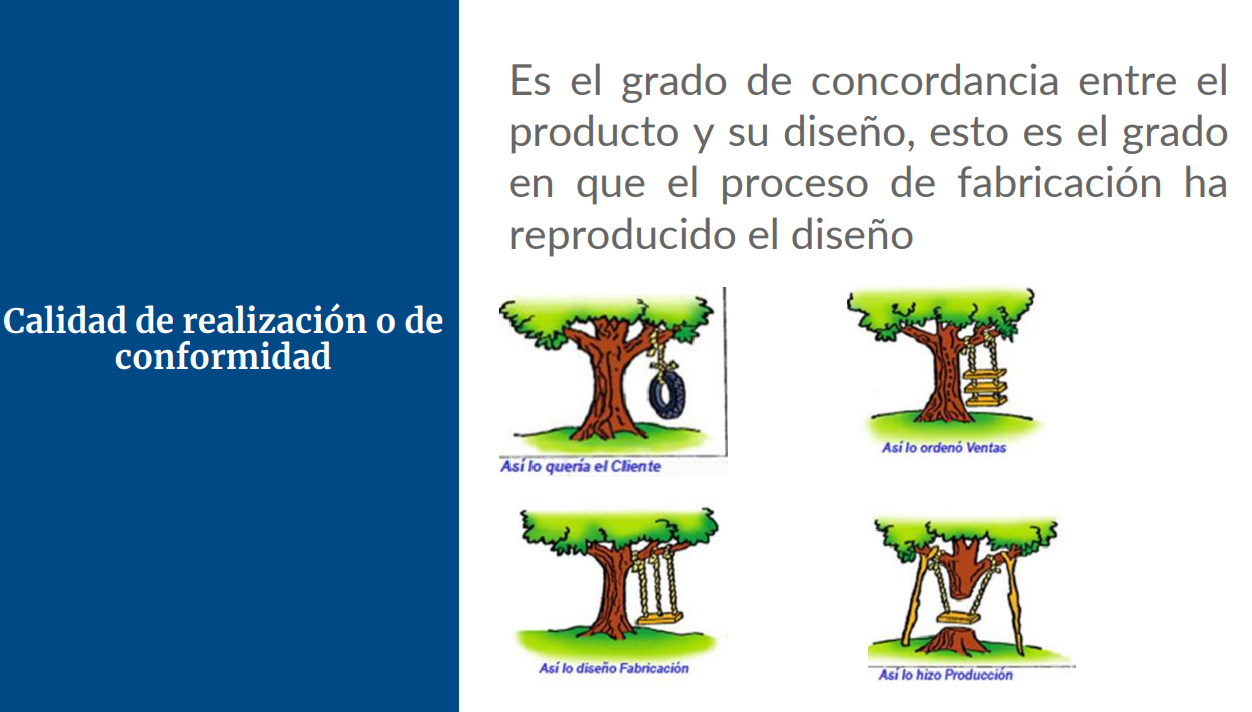 Calidad de realización o de
conformidad
Es el grado de concordancia entre el
producto y su diseño, esto es el grado
en que el proceso de fabricación ha
reproducido el diseño
Así lo quería el Cliente
Así lo ordenó Ventas
Así lo diseño Fabricación
Así lo hizo Producción